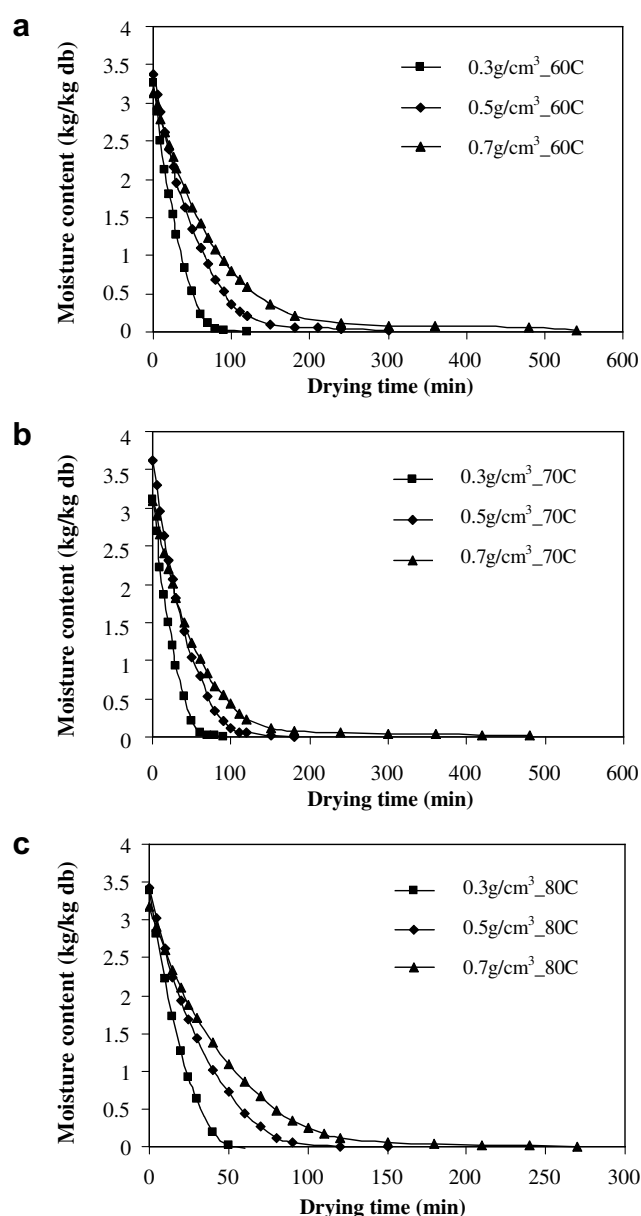 a
Moisture content (kg/kg db)
4
3.5
3
2.5
2
1.5
1
0.5
0
0 100 200 300 400 500 600
Drying time (min)
0.3g/cm³_60C
0.5g/cm³_60C
0.7g/cm³_60C
b
Moisture content (kg/kg db)
4
3.5
3
2.5
2
1.5
1
0.5
0
0 100 200 300 400 500 600
Drying time (min)
0.3g/cm³_70C
0.5g/cm³_70C
0.7g/cm³_70C
c
Moisture content (kg/kg db)
4
3.5
3
2.5
2
1.5
1
0.5
0
0 50 100 150 200 250 300
Drying time (min)
0.3g/cm³_80C
0.5g/cm³_80C
0.7g/cm³_80C